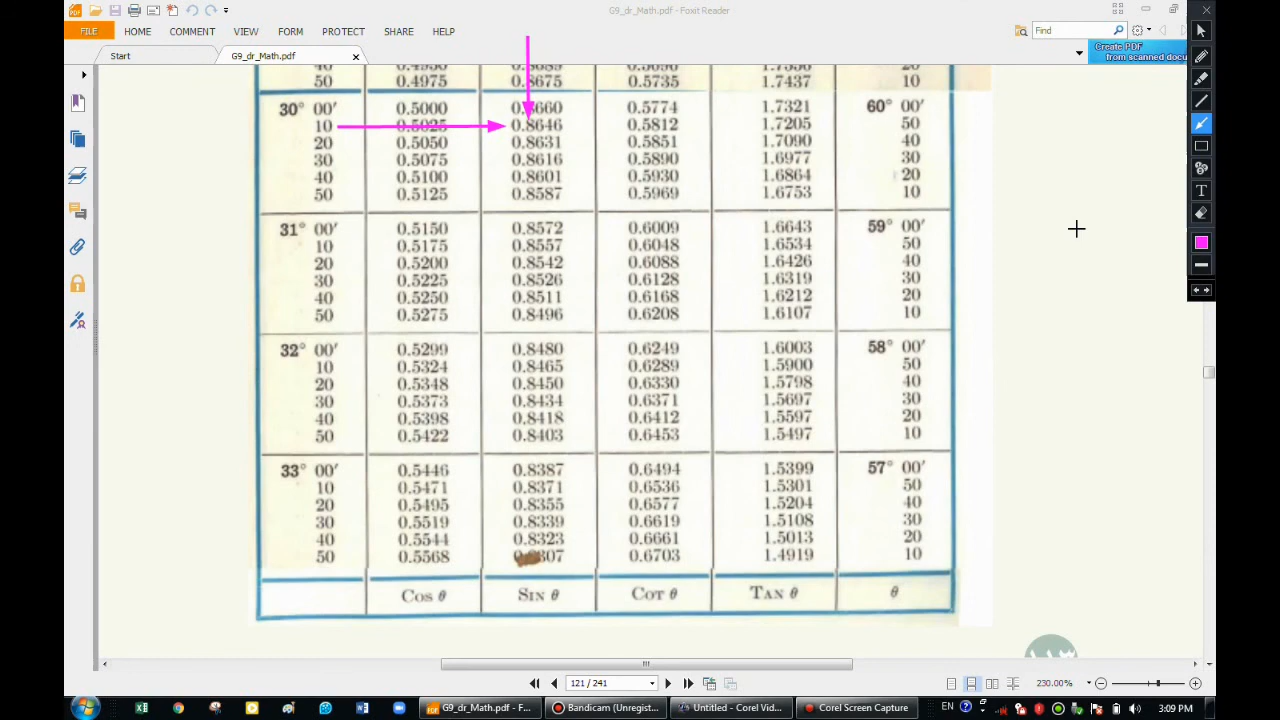 G9_dr_Math.pdf - Foxit Reader
FILE HOME COMMENT VIEW FORM PROTECT SHARE HELP Find
Start G9_dr_Math.pdf Create PDF
from scanned docu
50 0.4975 0.8675 0.5735 1.7437 10
30° 00′ 0.5000 0.8660 0.5774 1.7321 60° 00′
10 0.5025 0.8646 0.5812 1.7205 50
20 0.5050 0.8631 0.5851 1.7090 40
30 0.5075 0.8616 0.5890 1.6977 30
40 0.5100 0.8601 0.5930 1.6864 20
50 0.5125 0.8587 0.5969 1.6753 10
31° 00′ 0.5150 0.8572 0.6009 1.6643 59° 00′
10 0.5175 0.8557 0.6048 1.6534 50
20 0.5200 0.8542 0.6088 1.6426 40
30 0.5225 0.8526 0.6128 1.6319 30
40 0.5250 0.8511 0.6168 1.6212 20
50 0.5275 0.8496 0.6208 1.6107 10
32° 00′ 0.5299 0.8480 0.6249 1.6003 58° 00′
10 0.5324 0.8465 0.6289 1.5900 50
20 0.5348 0.8450 0.6330 1.5798 40
30 0.5373 0.8434 0.6371 1.5697 30
40 0.5398 0.8418 0.6412 1.5597 20
50 0.5422 0.8403 0.6453 1.5497 10
33° 00′ 0.5446 0.8387 0.6494 1.5399 57° 00′
10 0.5471 0.8371 0.6536 1.5301 50
20 0.5495 0.8355 0.6577 1.5204 40
30 0.5519 0.8339 0.6619 1.5108 30
40 0.5544 0.8323 0.6661 1.5013 20
50 0.5568 0.6703 1.4919 10
COS θ SIN θ COT θ TAN θ θ
121 / 241 230.00%
G9_dr_Math.pdf - F... Bandicam (Unregist... Untitled - Corel Vid... Corel Screen Capture EN 3:09 PM